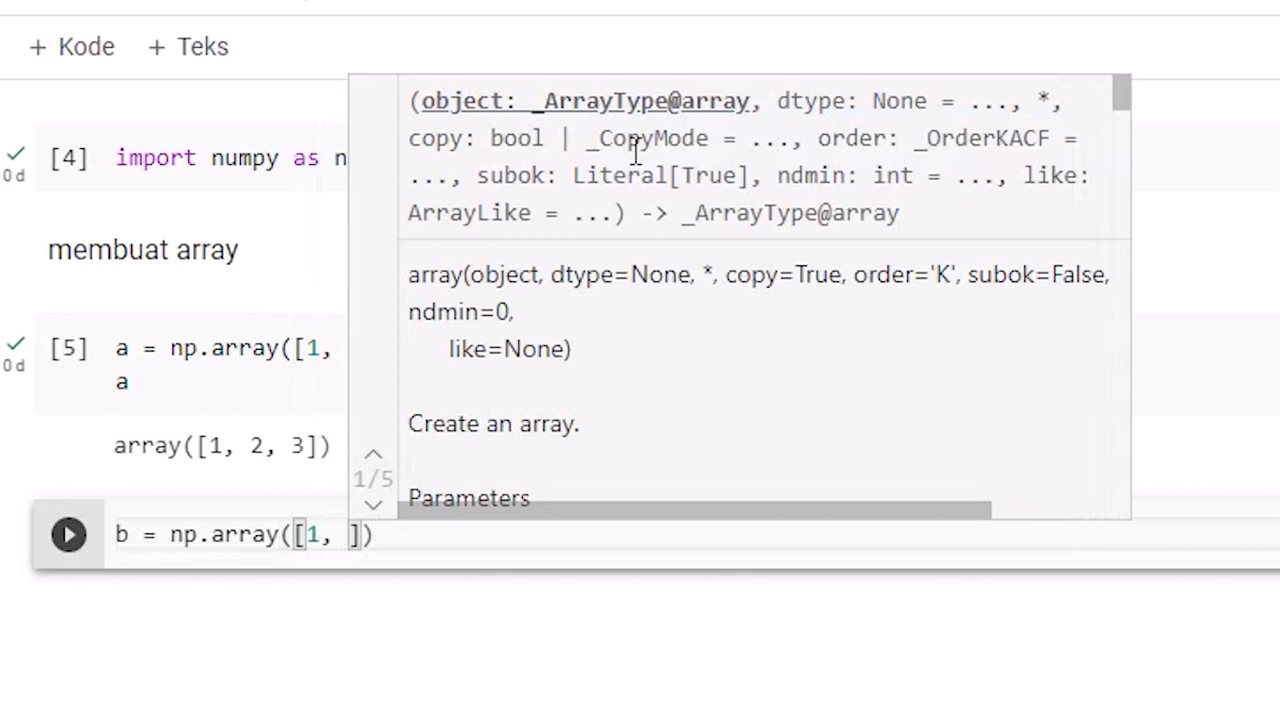 + Kode + Teks
(object: _ArrayType@array, dtype: None = ..., *,
copy: bool | _CopyMode = ..., order: _OrderKACF =
..., subok: Literal[True], ndmin: int = ..., like:
ArrayLike = ...) -> _ArrayType@array
[4] import numpy as n
0 d
membuat array
array(object, dtype=None, *, copy=True, order='K', subok=False,
ndmin=0,
like=None)
[5] a = np.array([1,
0 d
a
Create an array.
array([1, 2, 3])
1/5
Parameters
b = np.array([1, ])